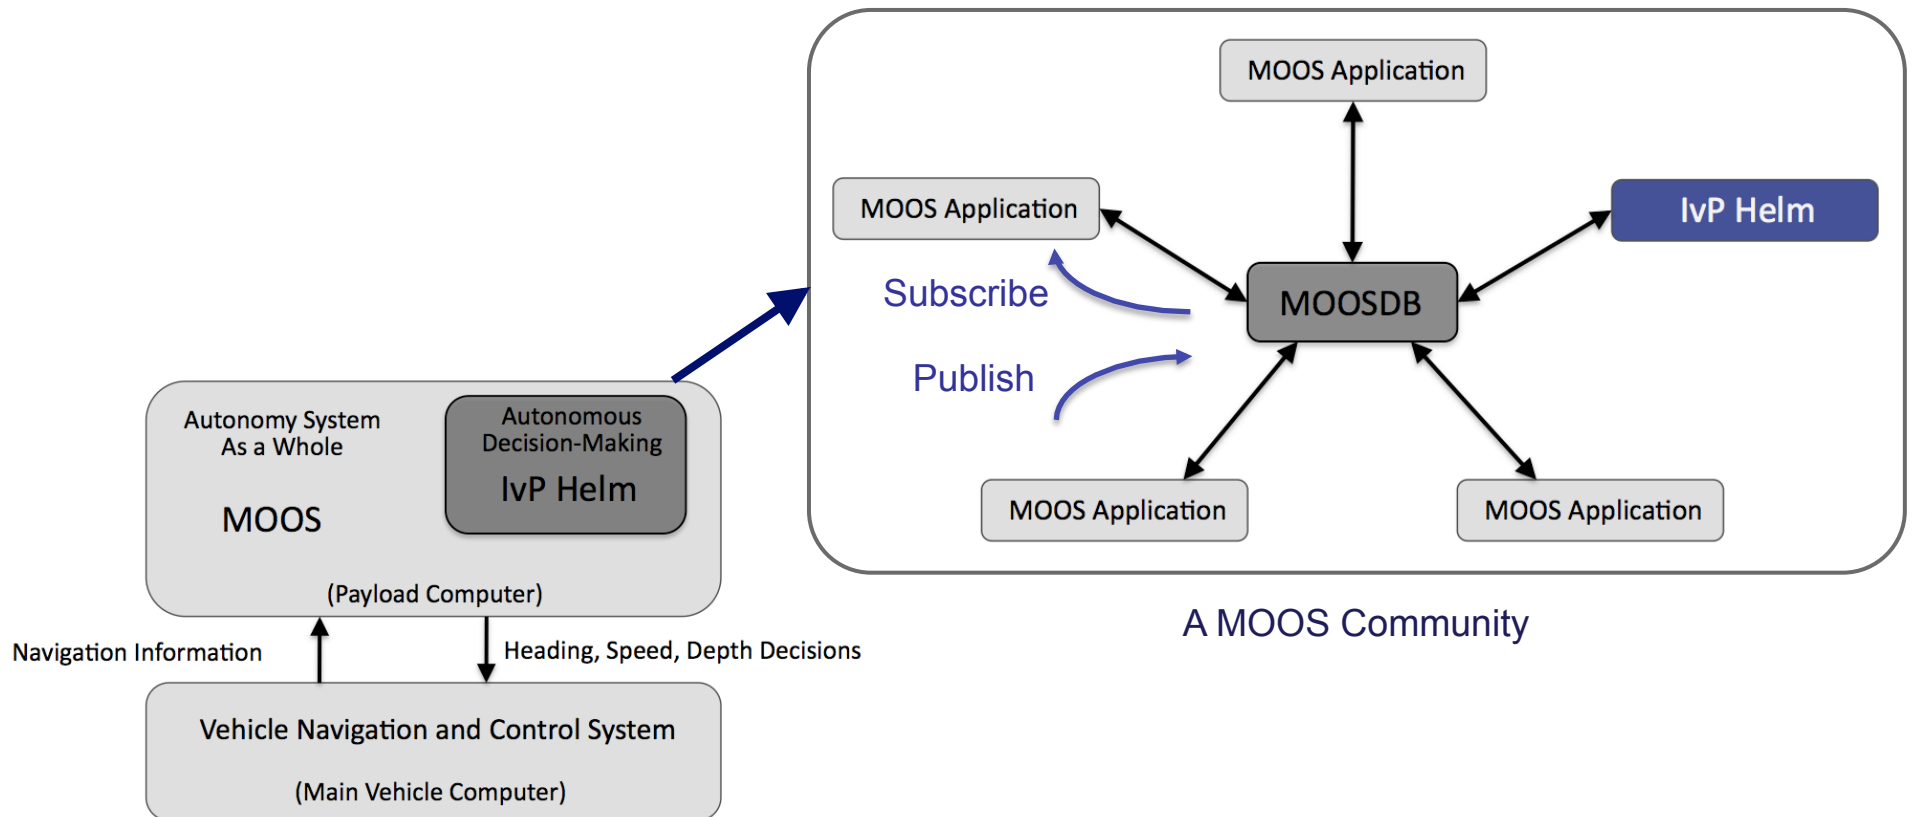 MOOS Application
MOOS Application
IvP Helm
Subscribe
MOOSDB
Publish
MOOS Application
MOOS Application
A MOOS Community
Autonomy System
As a Whole
MOOS
Autonomous
Decision-Making
IvP Helm
(Payload Computer)
Navigation Information
Heading, Speed, Depth Decisions
Vehicle Navigation and Control System
(Main Vehicle Computer)